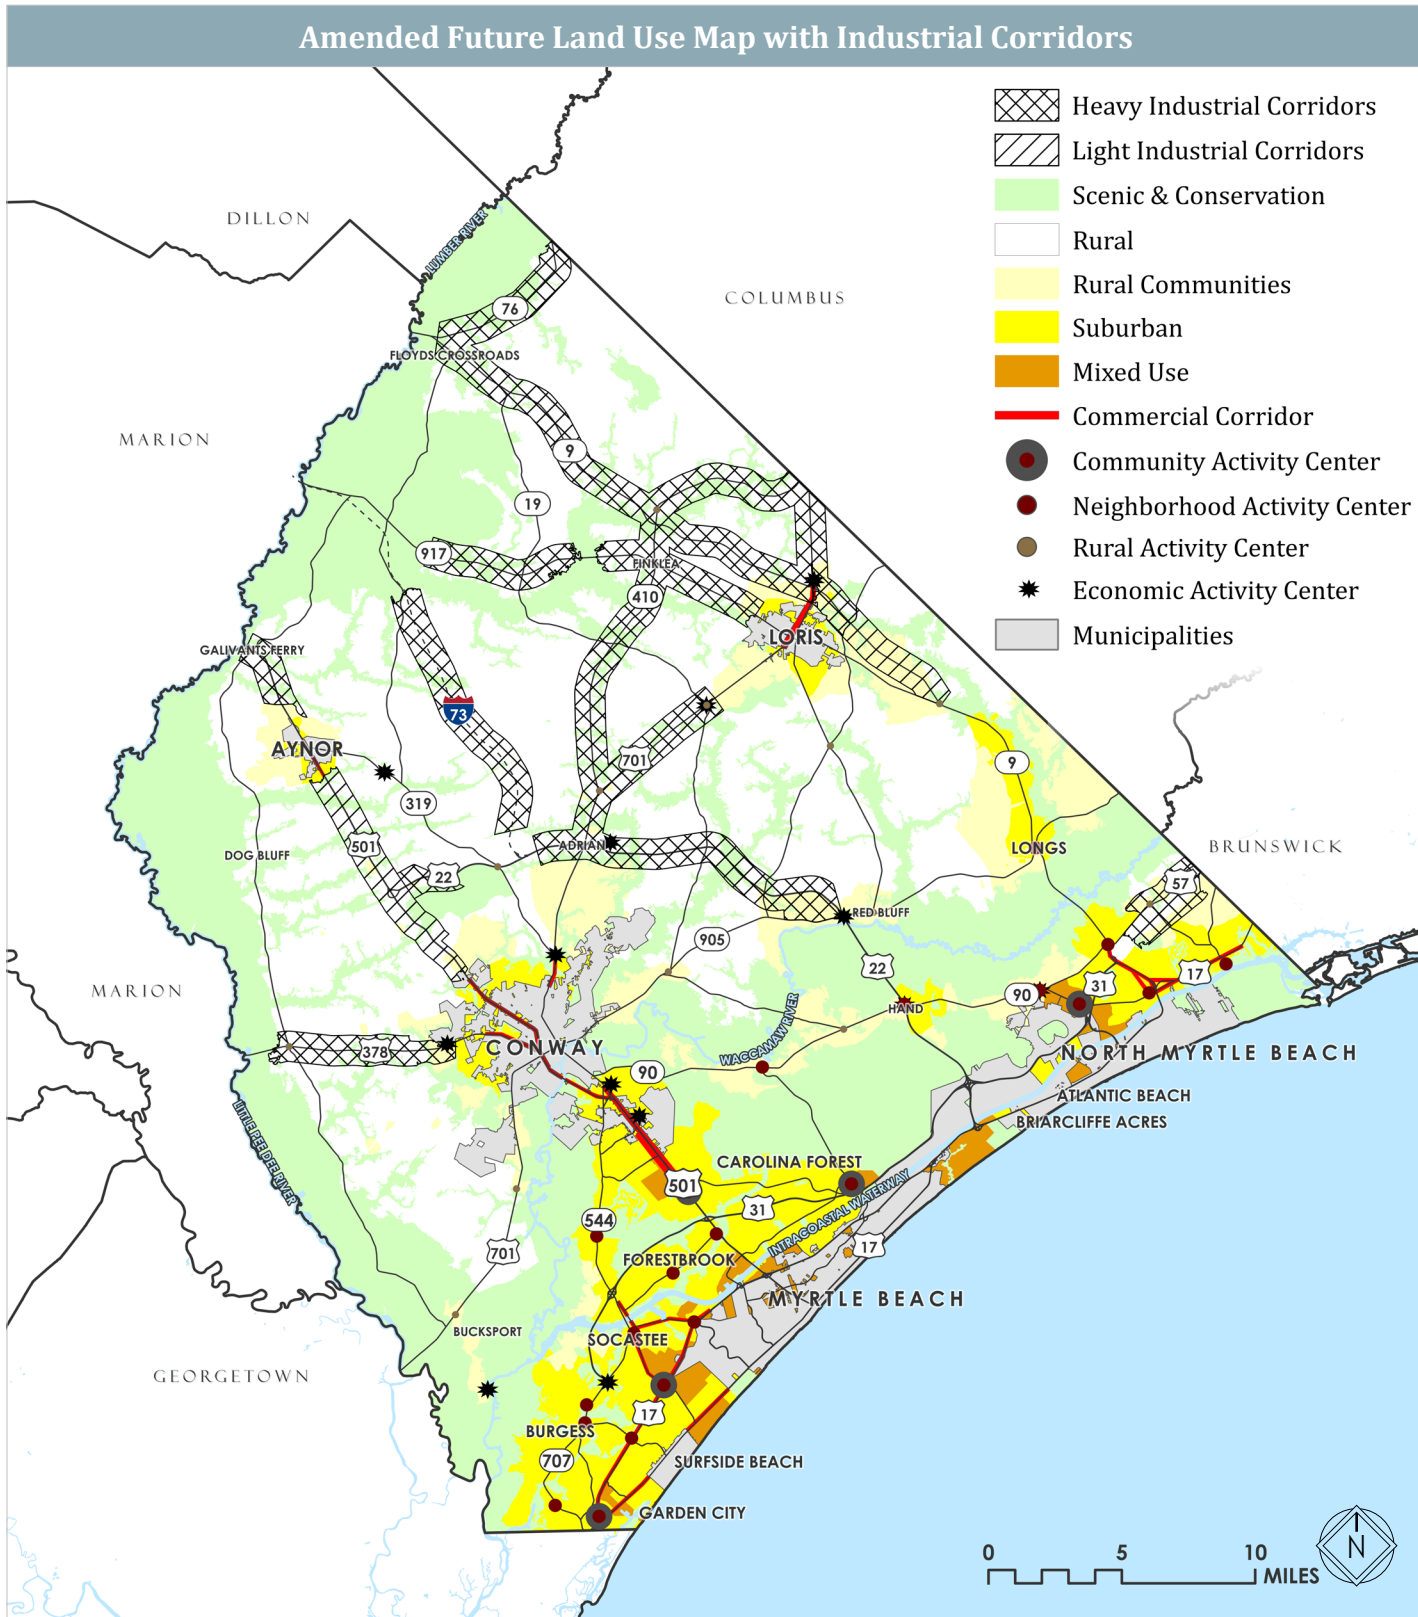 Amended Future Land Use Map with Industrial Corridors
Heavy Industrial Corridors
Light Industrial Corridors
Scenic & Conservation
Rural
Rural Communities
Suburban
Mixed Use
Commercial Corridor
Community Activity Center
Neighborhood Activity Center
Rural Activity Center
Economic Activity Center
Municipalities
DILLON
LUMBER RIVER
COLUMBUS
76
FLOYDS CROSSROADS
MARION
9
19
917
FINKLEA
410
LORIS
GALIVANTS FERRY
73
AYNOR
701
9
319
501
ADRIAN
LONGS
BRUNSWICK
DOG BLUFF
22
57
RED BLUFF
905
22
17
31
90
MARION
HAND
WACCAMAW RIVER
CONWAY
378
NORTH MYRTLE BEACH
90
ATLANTIC BEACH
BRIARCLIFFE ACRES
LITTLE PEE DEE RIVER
CAROLINA FOREST
501
31
INTRACOASTAL WATERWAY
544
17
701
FORESTBROOK
MYRTLE BEACH
BUCKSPORT
SOCASTEE
GEORGETOWN
17
BURGESS
707
SURFSIDE BEACH
GARDEN CITY
0 5 10
MILES
N